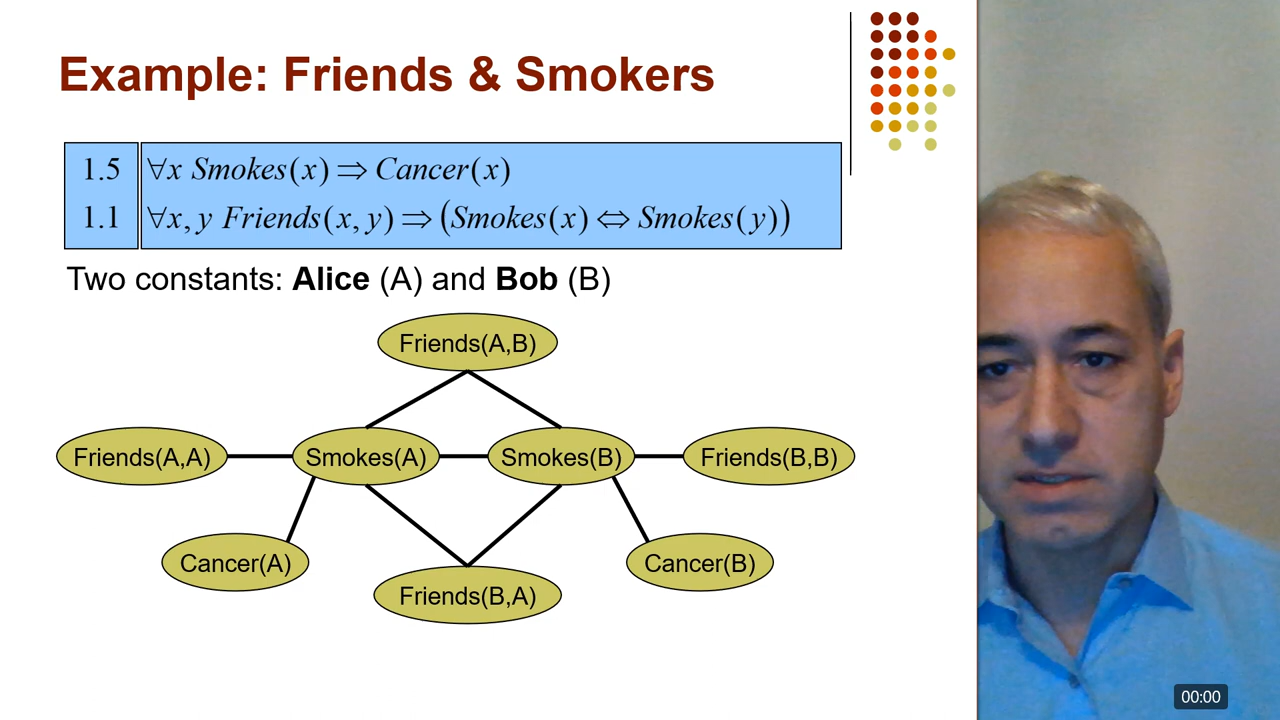 Example: Friends & Smokers
1.5 ∀x Smokes(x) ⇒ Cancer(x)
1.1 ∀x, y Friends(x, y) ⇒ (Smokes(x) ⇔ Smokes(y))
Two constants: Alice (A) and Bob (B)
Friends(A,B)
Friends(A,A) Smokes(A) Smokes(B) Friends(B,B)
Cancer(A) Cancer(B)
Friends(B,A)
00:00